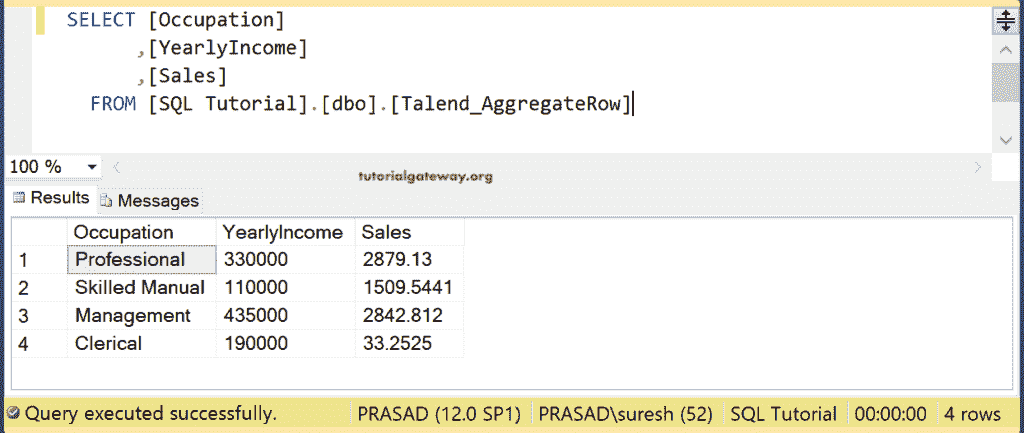 SELECT [Occupation]
,[YearlyIncome]
,[Sales]
FROM [SQL Tutorial].[dbo].[Talend_AggregateRow]
100 %
tutorialgateway.org
Results Messages
Occupation YearlyIncome Sales
1 Professional 330000 2879.13
2 Skilled Manual 110000 1509.5441
3 Management 435000 2842.812
4 Clerical 190000 33.2525
Query executed successfully. PRASAD (12.0 SP1) PRASAD\suresh (52) SQL Tutorial 00:00:00 4 rows